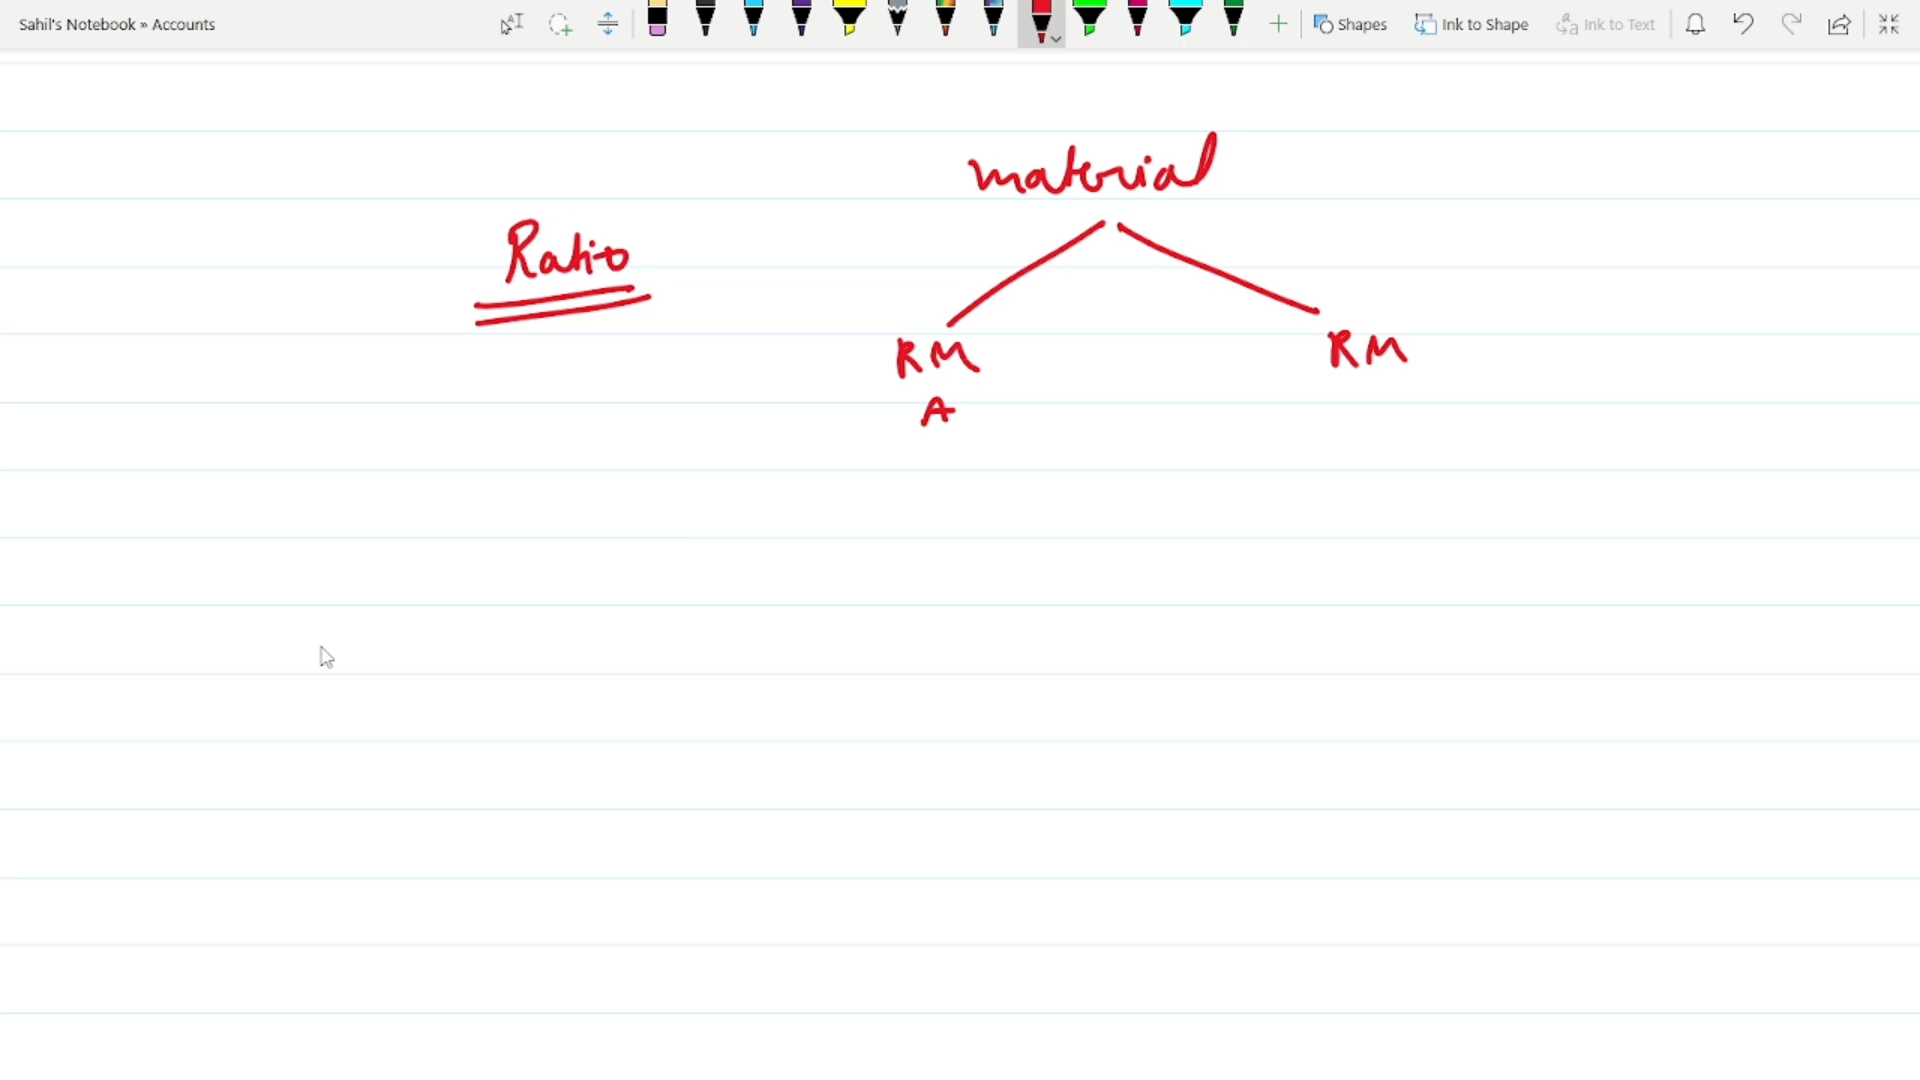 Sahil's Notebook » Accounts
Shapes
Ink to Shape
Ink to Text
material
Ratio
RM
RM
A